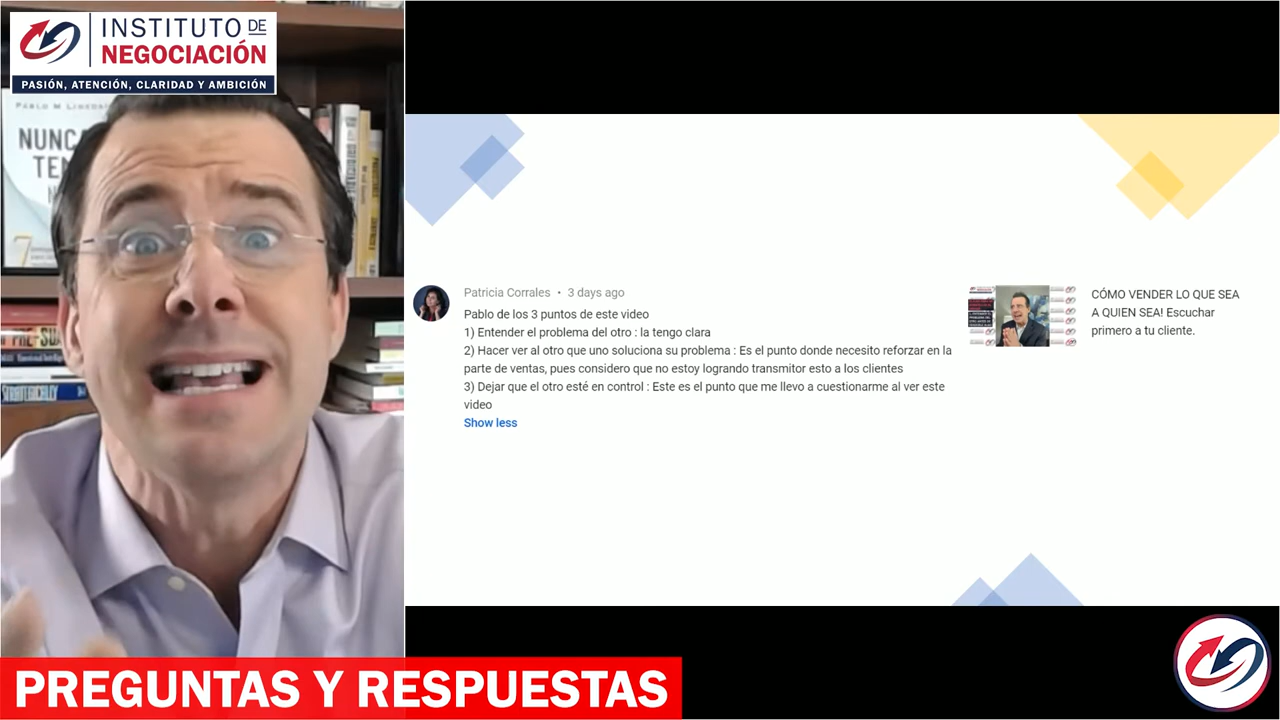 INSTITUTO DE
NEGOCIACIÓN
PASIÓN, ATENCIÓN, CLARIDAD Y AMBICIÓN
NUNCA
7
STRATEGICALLY
Patricia Corrales • 3 days ago
Pablo de los 3 puntos de este video
1) Entender el problema del otro : la tengo clara
2) Hacer ver al otro que uno soluciona su problema : Es el punto donde necesito reforzar en la
parte de ventas, pues considero que no estoy logrando transmitor esto a los clientes
3) Dejar que el otro esté en control : Este es el punto que me llevo a cuestionarme al ver este
video
Show less
CÓMO VENDER LO QUE SEA
A QUIEN SEA! Escuchar
primero a tu cliente.
PREGUNTAS Y RESPUESTAS